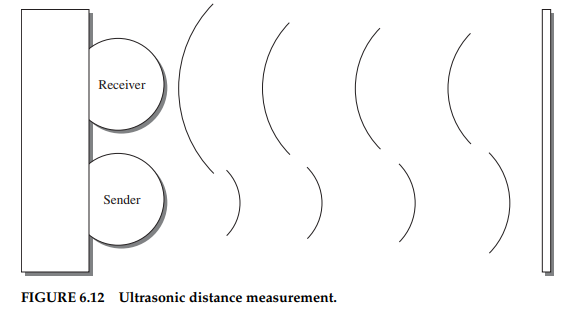 Receiver
Sender
FIGURE 6.12 Ultrasonic distance measurement.